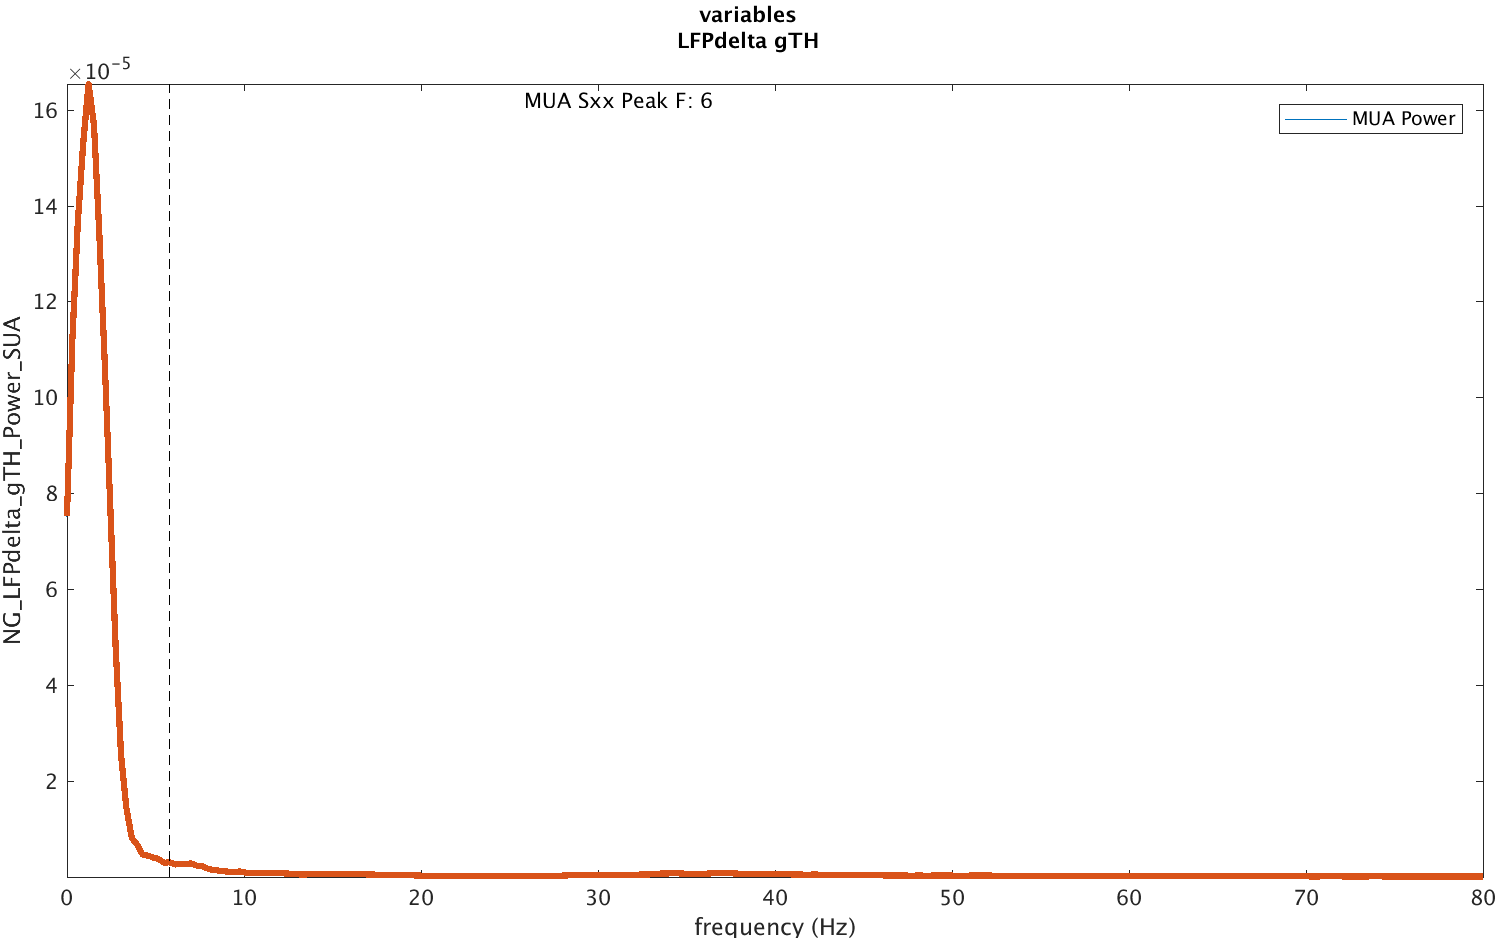 variables
LFPdelta gTH
×10-5
MUA Sxx Peak F: 6
MUA Power
16
14
12
10
8
6
4
2
NG_LFPdelta_gTH_Power_SUA
0 10 20 30 40 50 60 70 80
frequency (Hz)